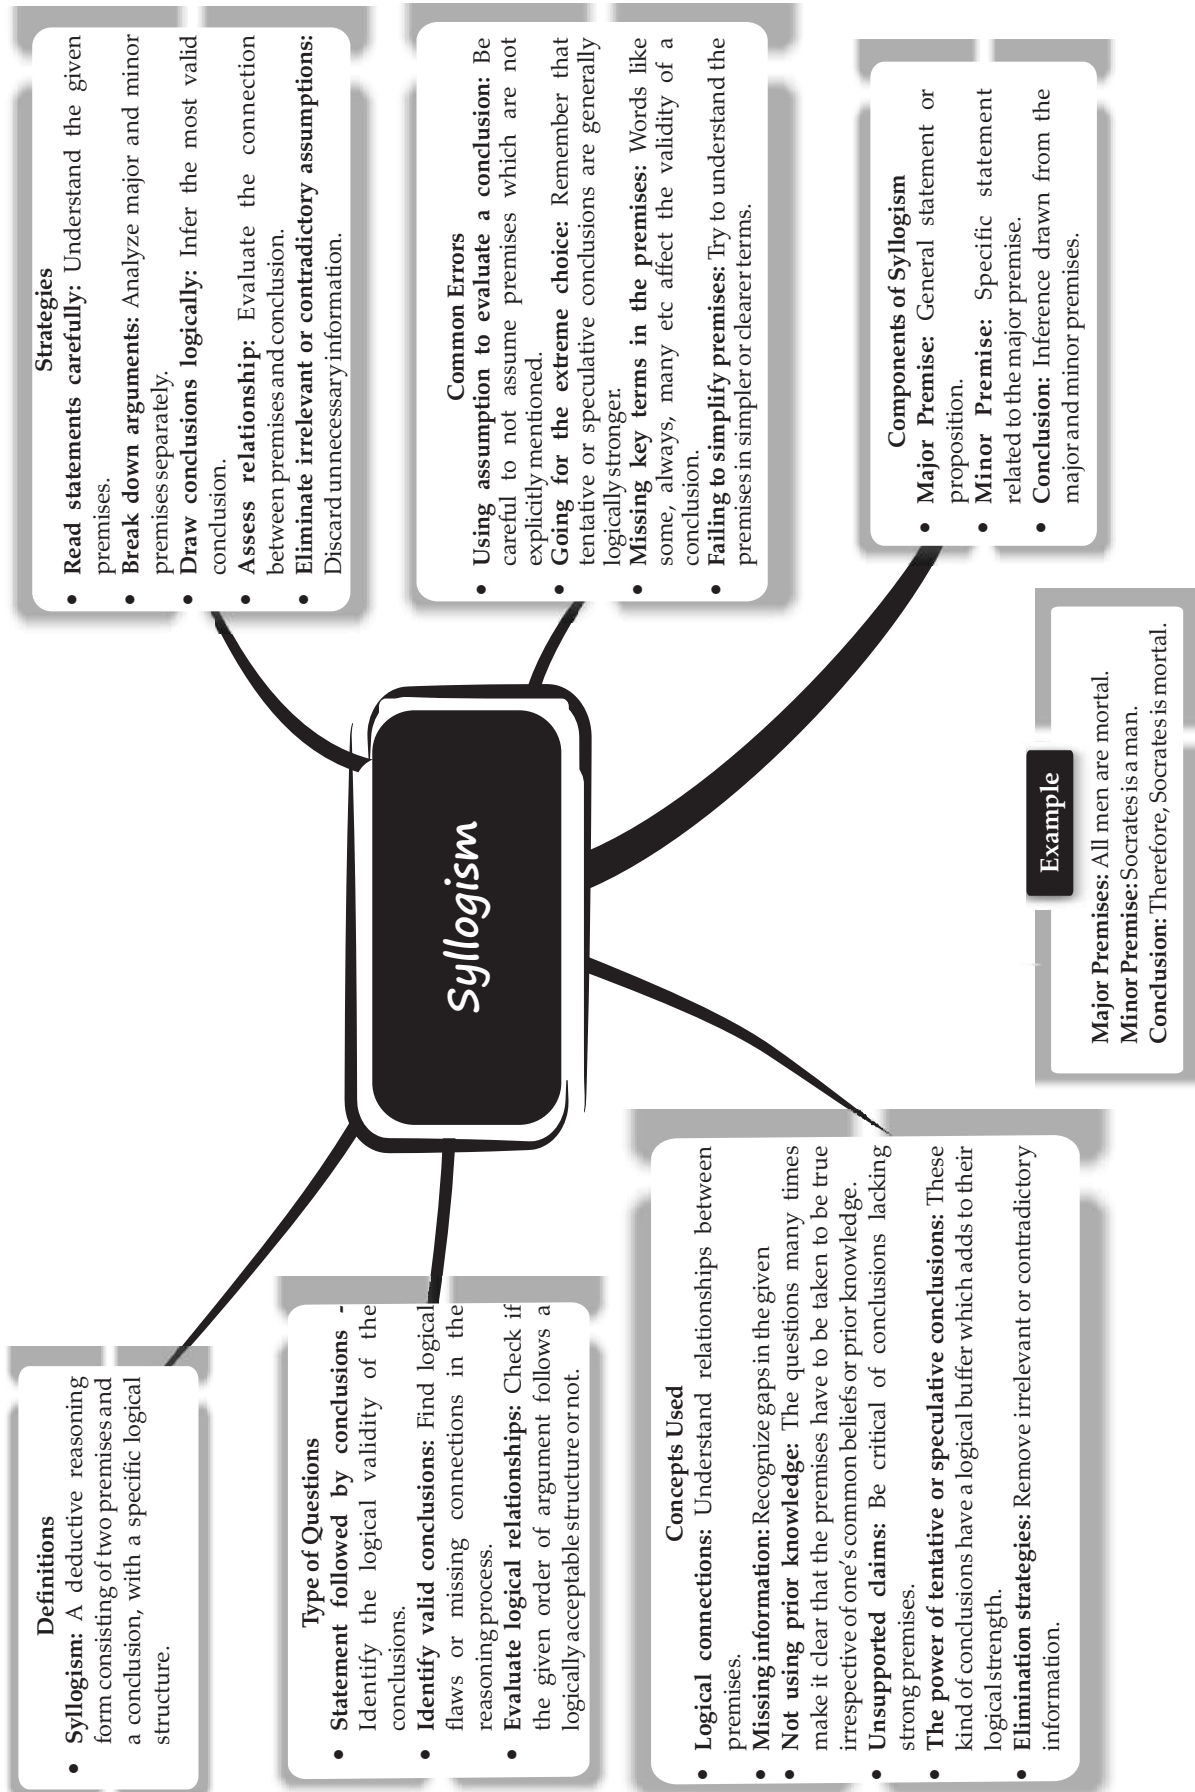 Syllogism
Definitions
• Syllogism: A deductive reasoning
form consisting of two premises and
a conclusion, with a specific logical
structure.
Type of Questions
• Statement followed by conclusions -
Identify the logical validity of the
conclusions.
• Identify valid conclusions: Find logical
flaws or missing connections in the
reasoning process.
• Evaluate logical relationships: Check if
the given order of argument follows a
logically acceptable structure or not.
Concepts Used
• Logical connections: Understand relationships between
premises.
• Missing information: Recognize gaps in the given
• Not using prior knowledge: The questions many times
make it clear that the premises have to be taken to be true
irrespective of one's common beliefs or prior knowledge.
• Unsupported claims: Be critical of conclusions lacking
strong premises.
• The power of tentative or speculative conclusions: These
kind of conclusions have a logical buffer which adds to their
logical strength.
• Elimination strategies: Remove irrelevant or contradictory
information.
Strategies
• Read statements carefully: Understand the given
premises.
• Break down arguments: Analyze major and minor
premises separately.
• Draw conclusions logically: Infer the most valid
conclusion.
• Assess relationship: Evaluate the connection
between premises and conclusion.
• Eliminate irrelevant or contradictory assumptions:
Discard unnecessary information.
Common Errors
• Using assumption to evaluate a conclusion: Be
careful to not assume premises which are not
explicitly mentioned.
• Going for the extreme choice: Remember that
tentative or speculative conclusions are generally
logically stronger.
• Missing key terms in the premises: Words like
some, always, many etc affect the validity of a
conclusion.
• Failing to simplify premises: Try to understand the
premises in simpler or clearer terms.
Components of Syllogism
• Major Premise: General statement or
proposition.
• Minor Premise: Specific statement
related to the major premise.
• Conclusion: Inference drawn from the
major and minor premises.
Example
Major Premises: All men are mortal.
Minor Premise: Socrates is a man.
Conclusion: Therefore, Socrates is mortal.